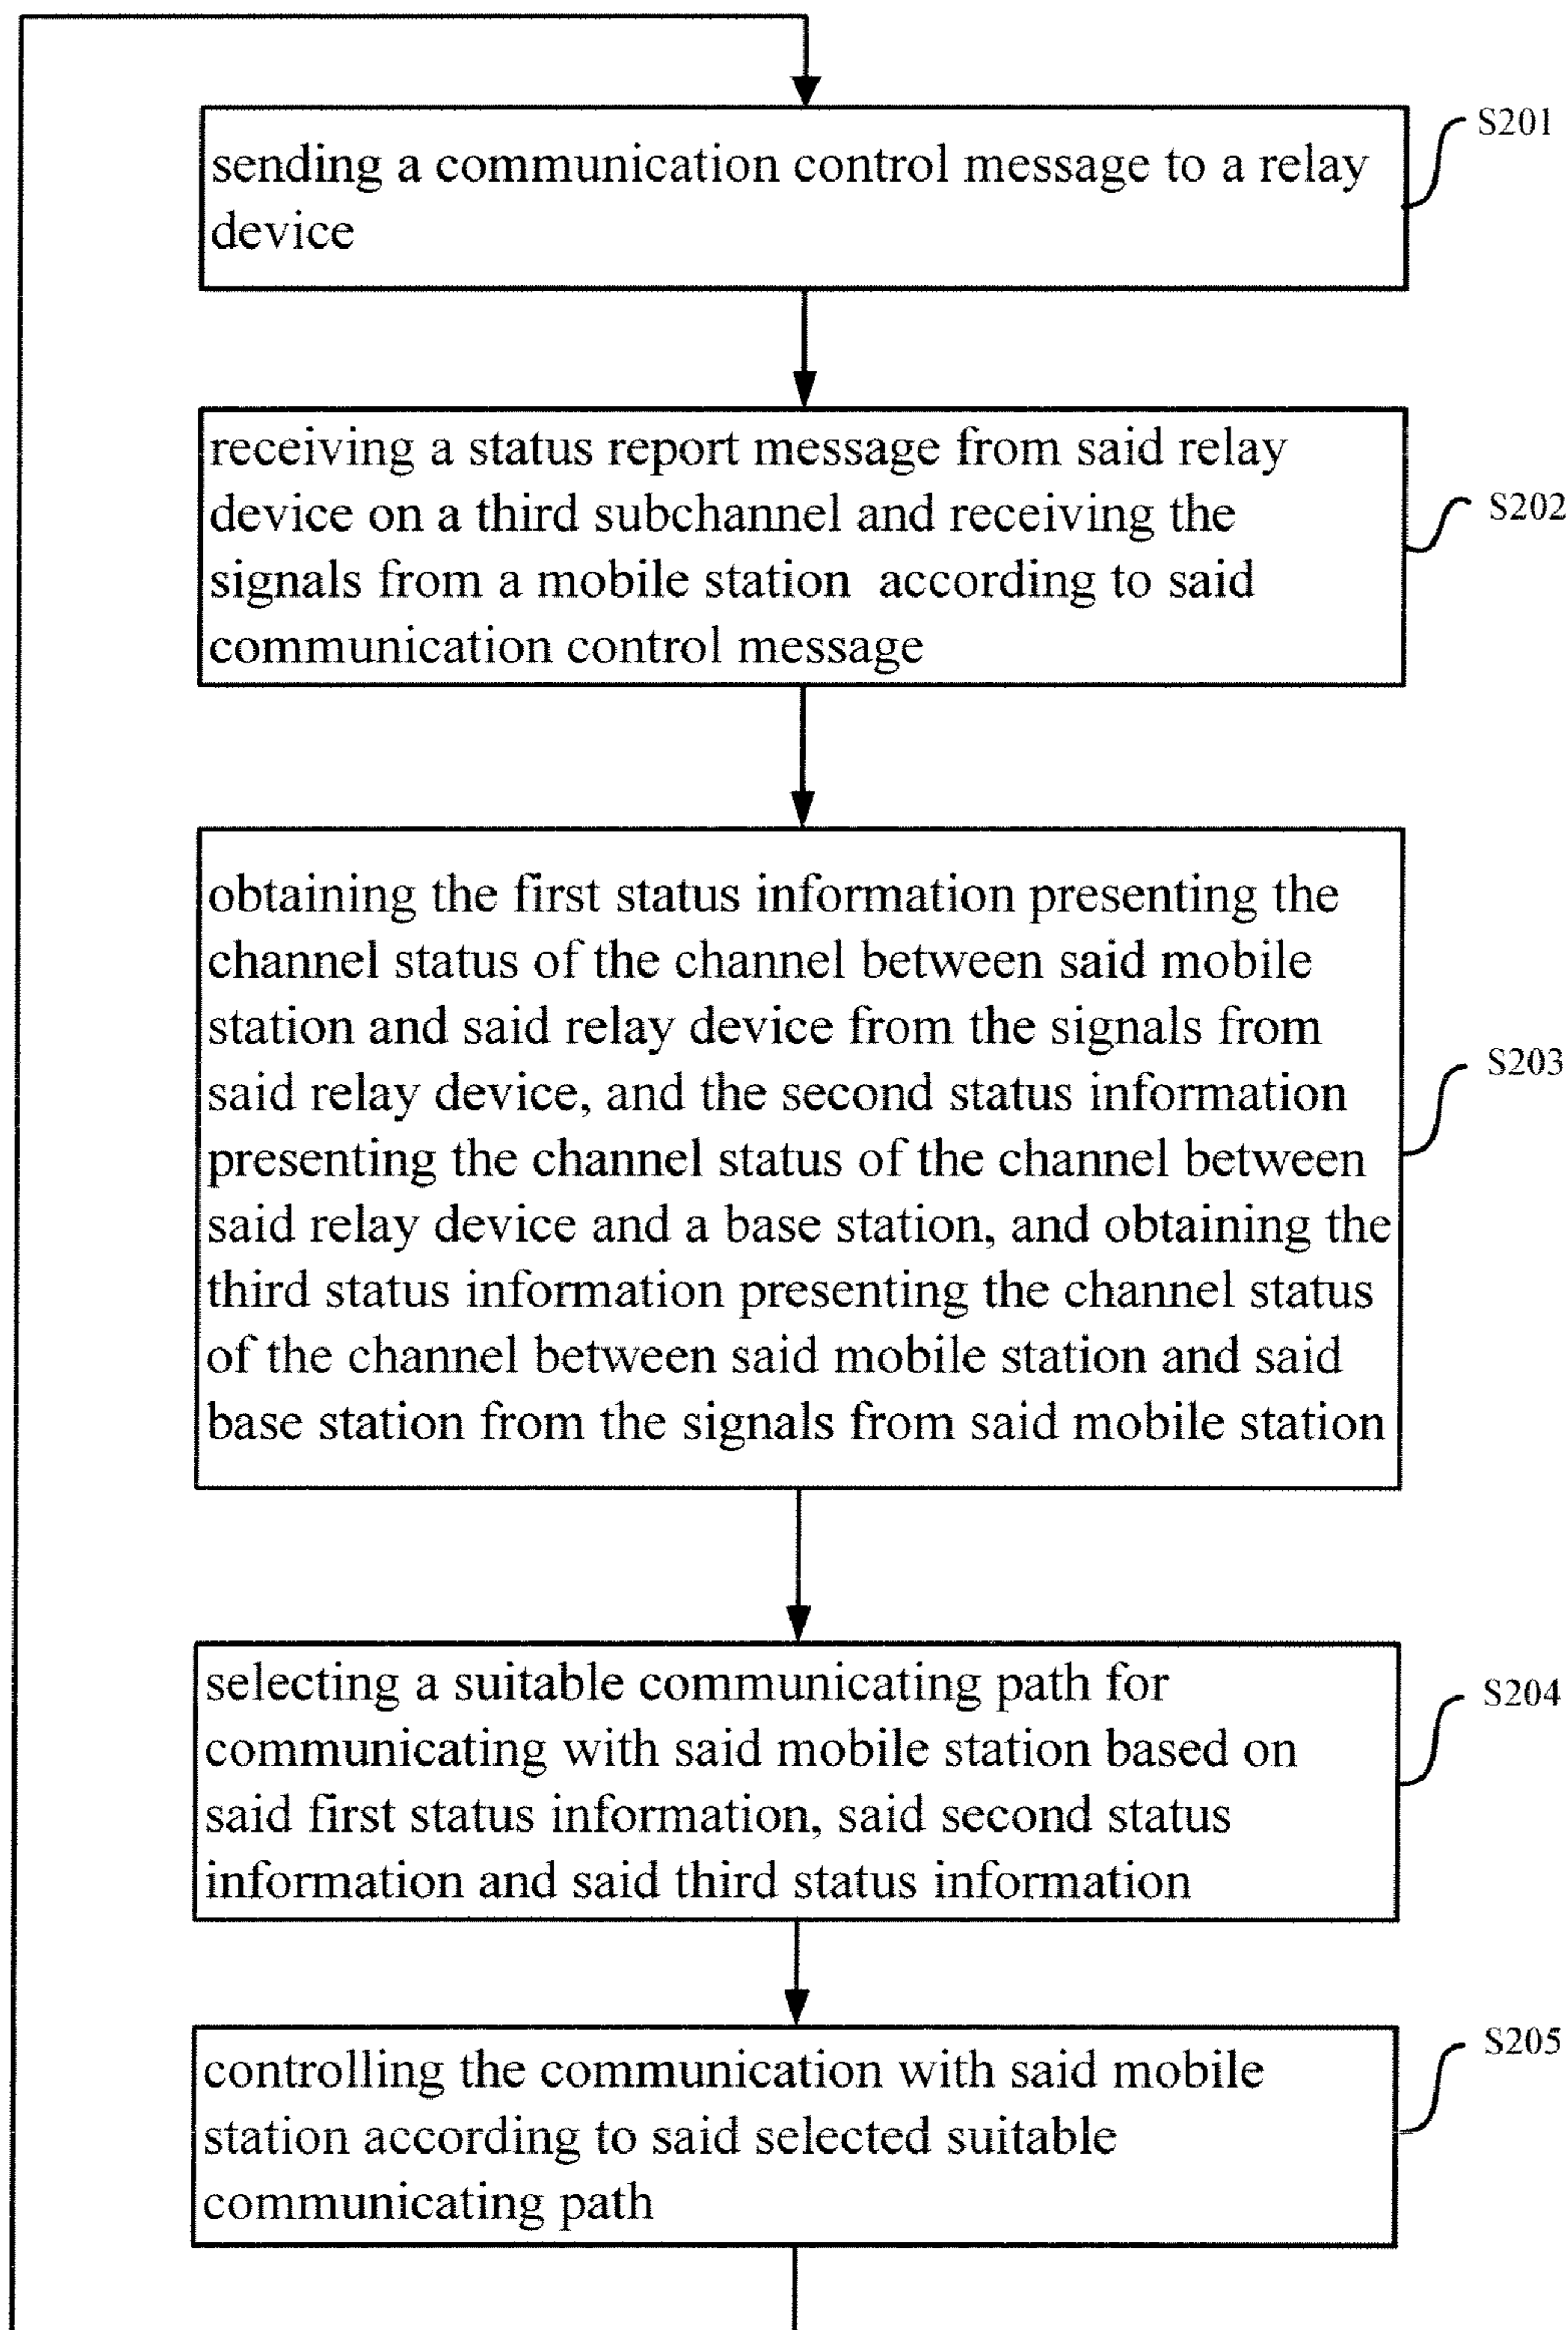 S201
sending a communication control message to a relay
device
receiving a status report message from said relay
device on a third subchannel and receiving the
signals from a mobile station according to said
communication control message
S202
obtaining the first status information presenting the
channel status of the channel between said mobile
station and said relay device from the signals from
said relay device, and the second status information
presenting the channel status of the channel between
said relay device and a base station, and obtaining the
third status information presenting the channel status
of the channel between said mobile station and said
base station from the signals from said mobile station
S203
selecting a suitable communicating path for
communicating with said mobile station based on
said first status information, said second status
information and said third status information
S204
controlling the communication with said mobile
station according to said selected suitable
communicating path
S205